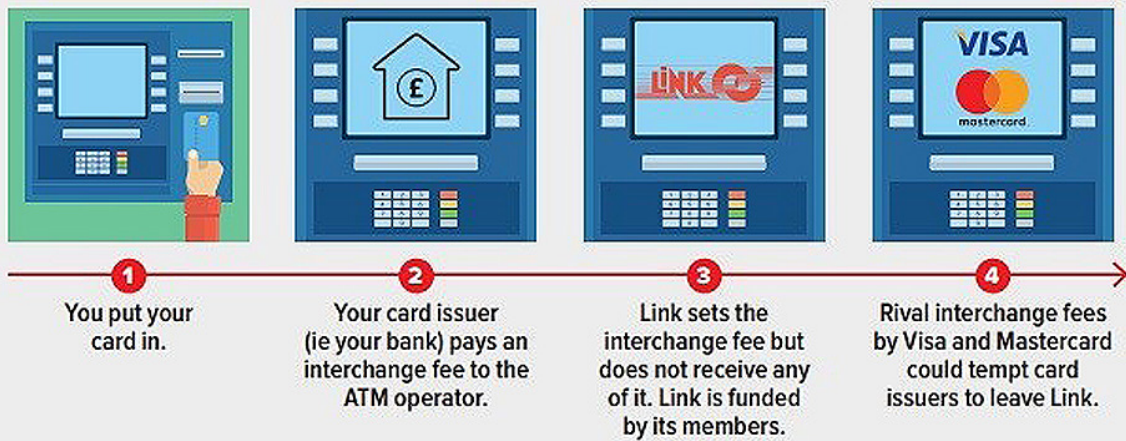 £
LINK
VISA
mastercard.
1
You put your
card in.
2
Your card issuer
(ie your bank) pays an
interchange fee to the
ATM operator.
3
Link sets the
interchange fee but
does not receive any
of it. Link is funded
by its members.
4
Rival interchange fees
by Visa and Mastercard
could tempt card
issuers to leave Link.